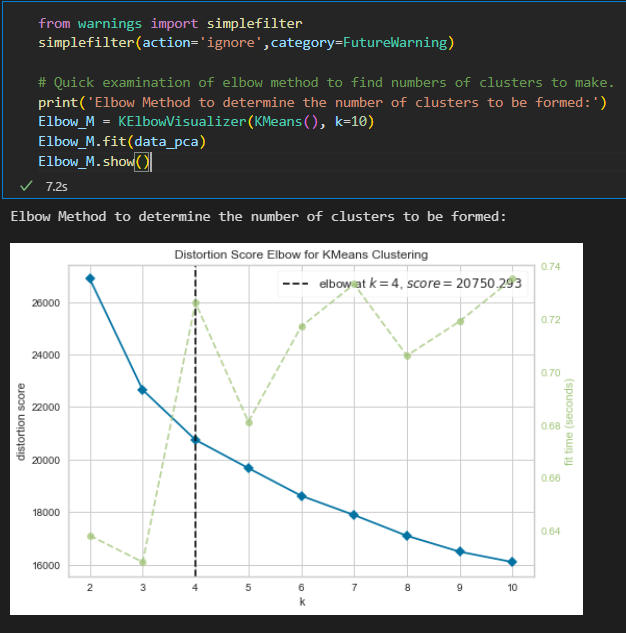 from warnings import simplefilter
simplefilter(action='ignore',category=FutureWarning)
# Quick examination of elbow method to find numbers of clusters to make.
print('Elbow Method to determine the number of clusters to be formed:')
Elbow_M = KElbowVisualizer(KMeans(), k=10)
Elbow_M.fit(data_pca)
Elbow_M.show()
7.2s
Elbow Method to determine the number of clusters to be formed:
Distortion Score Elbow for KMeans Clustering
elbow at k = 4, score = 20750.293
distortion score
26000
24000
22000
20000
18000
16000
0.74
0.72
0.70
0.68
0.66
0.64
fit time (seconds)
2 3 4 5 6 7 8 9 10
k